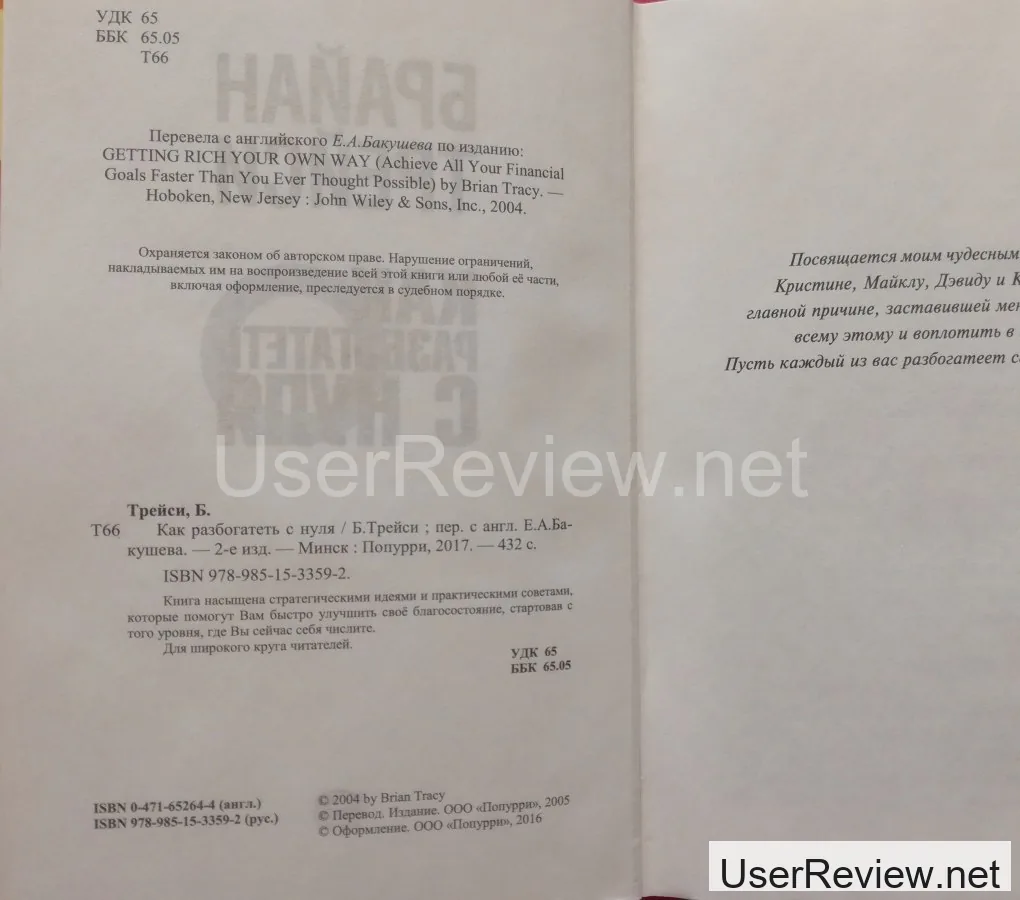 УДК 65
ББК 65.05
Т66
Перевела с английского Е.А.Бакушева по изданию:
GETTING RICH YOUR OWN WAY (Achieve All Your Financial
Goals Faster Than You Ever Thought Possible) by Brian Tracy. —
Hoboken, New Jersey : John Wiley & Sons, Inc., 2004.
Охраняется законом об авторском праве. Нарушение ограничений,
накладываемых им на воспроизведение всей этой книги или любой её части,
включая оформление, преследуется в судебном порядке.
UserReview.net
Трейси, Б.
Т66 Как разбогатеть с нуля / Б.Трейси ; пер. с англ. Е.А.Ба-
кушева. — 2-е изд. — Минск : Попурри, 2017. — 432 с.
ISBN 978-985-15-3359-2.
Книга насыщена стратегическими идеями и практическими советами,
которые помогут Вам быстро улучшить своё благосостояние, стартовав с
того уровня, где Вы сейчас себя числите.
Для широкого круга читателей.
УДК 65
ББК 65.05
ISBN 0-471-65264-4 (англ.)
ISBN 978-985-15-3359-2 (рус.)
© 2004 by Brian Tracy
© Перевод. Издание. ООО «Попурри», 2005
© Оформление. ООО «Попурри», 2016
Посвящается моим чудесным
Кристине, Майклу, Дэвиду и К
главной причине, заставившей
всему этому и воплотить в
Пусть каждый из вас разбогатеет
UserReview.net